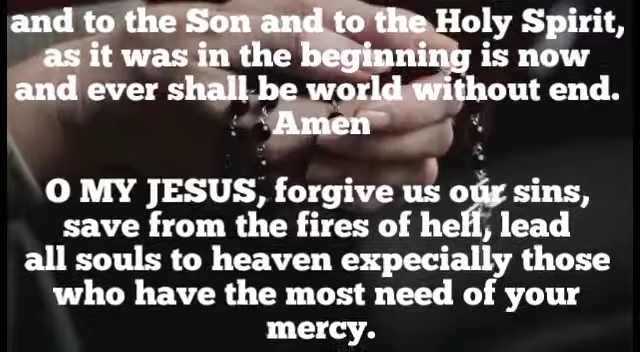 and to the Son and to the Holy Spirit,
as it was in the beginning is now
and ever shall be world without end.
Amen
O MY JESUS, forgive us our sins,
save from the fires of hell, lead
all souls to heaven expecially those
who have the most need of your
mercy.